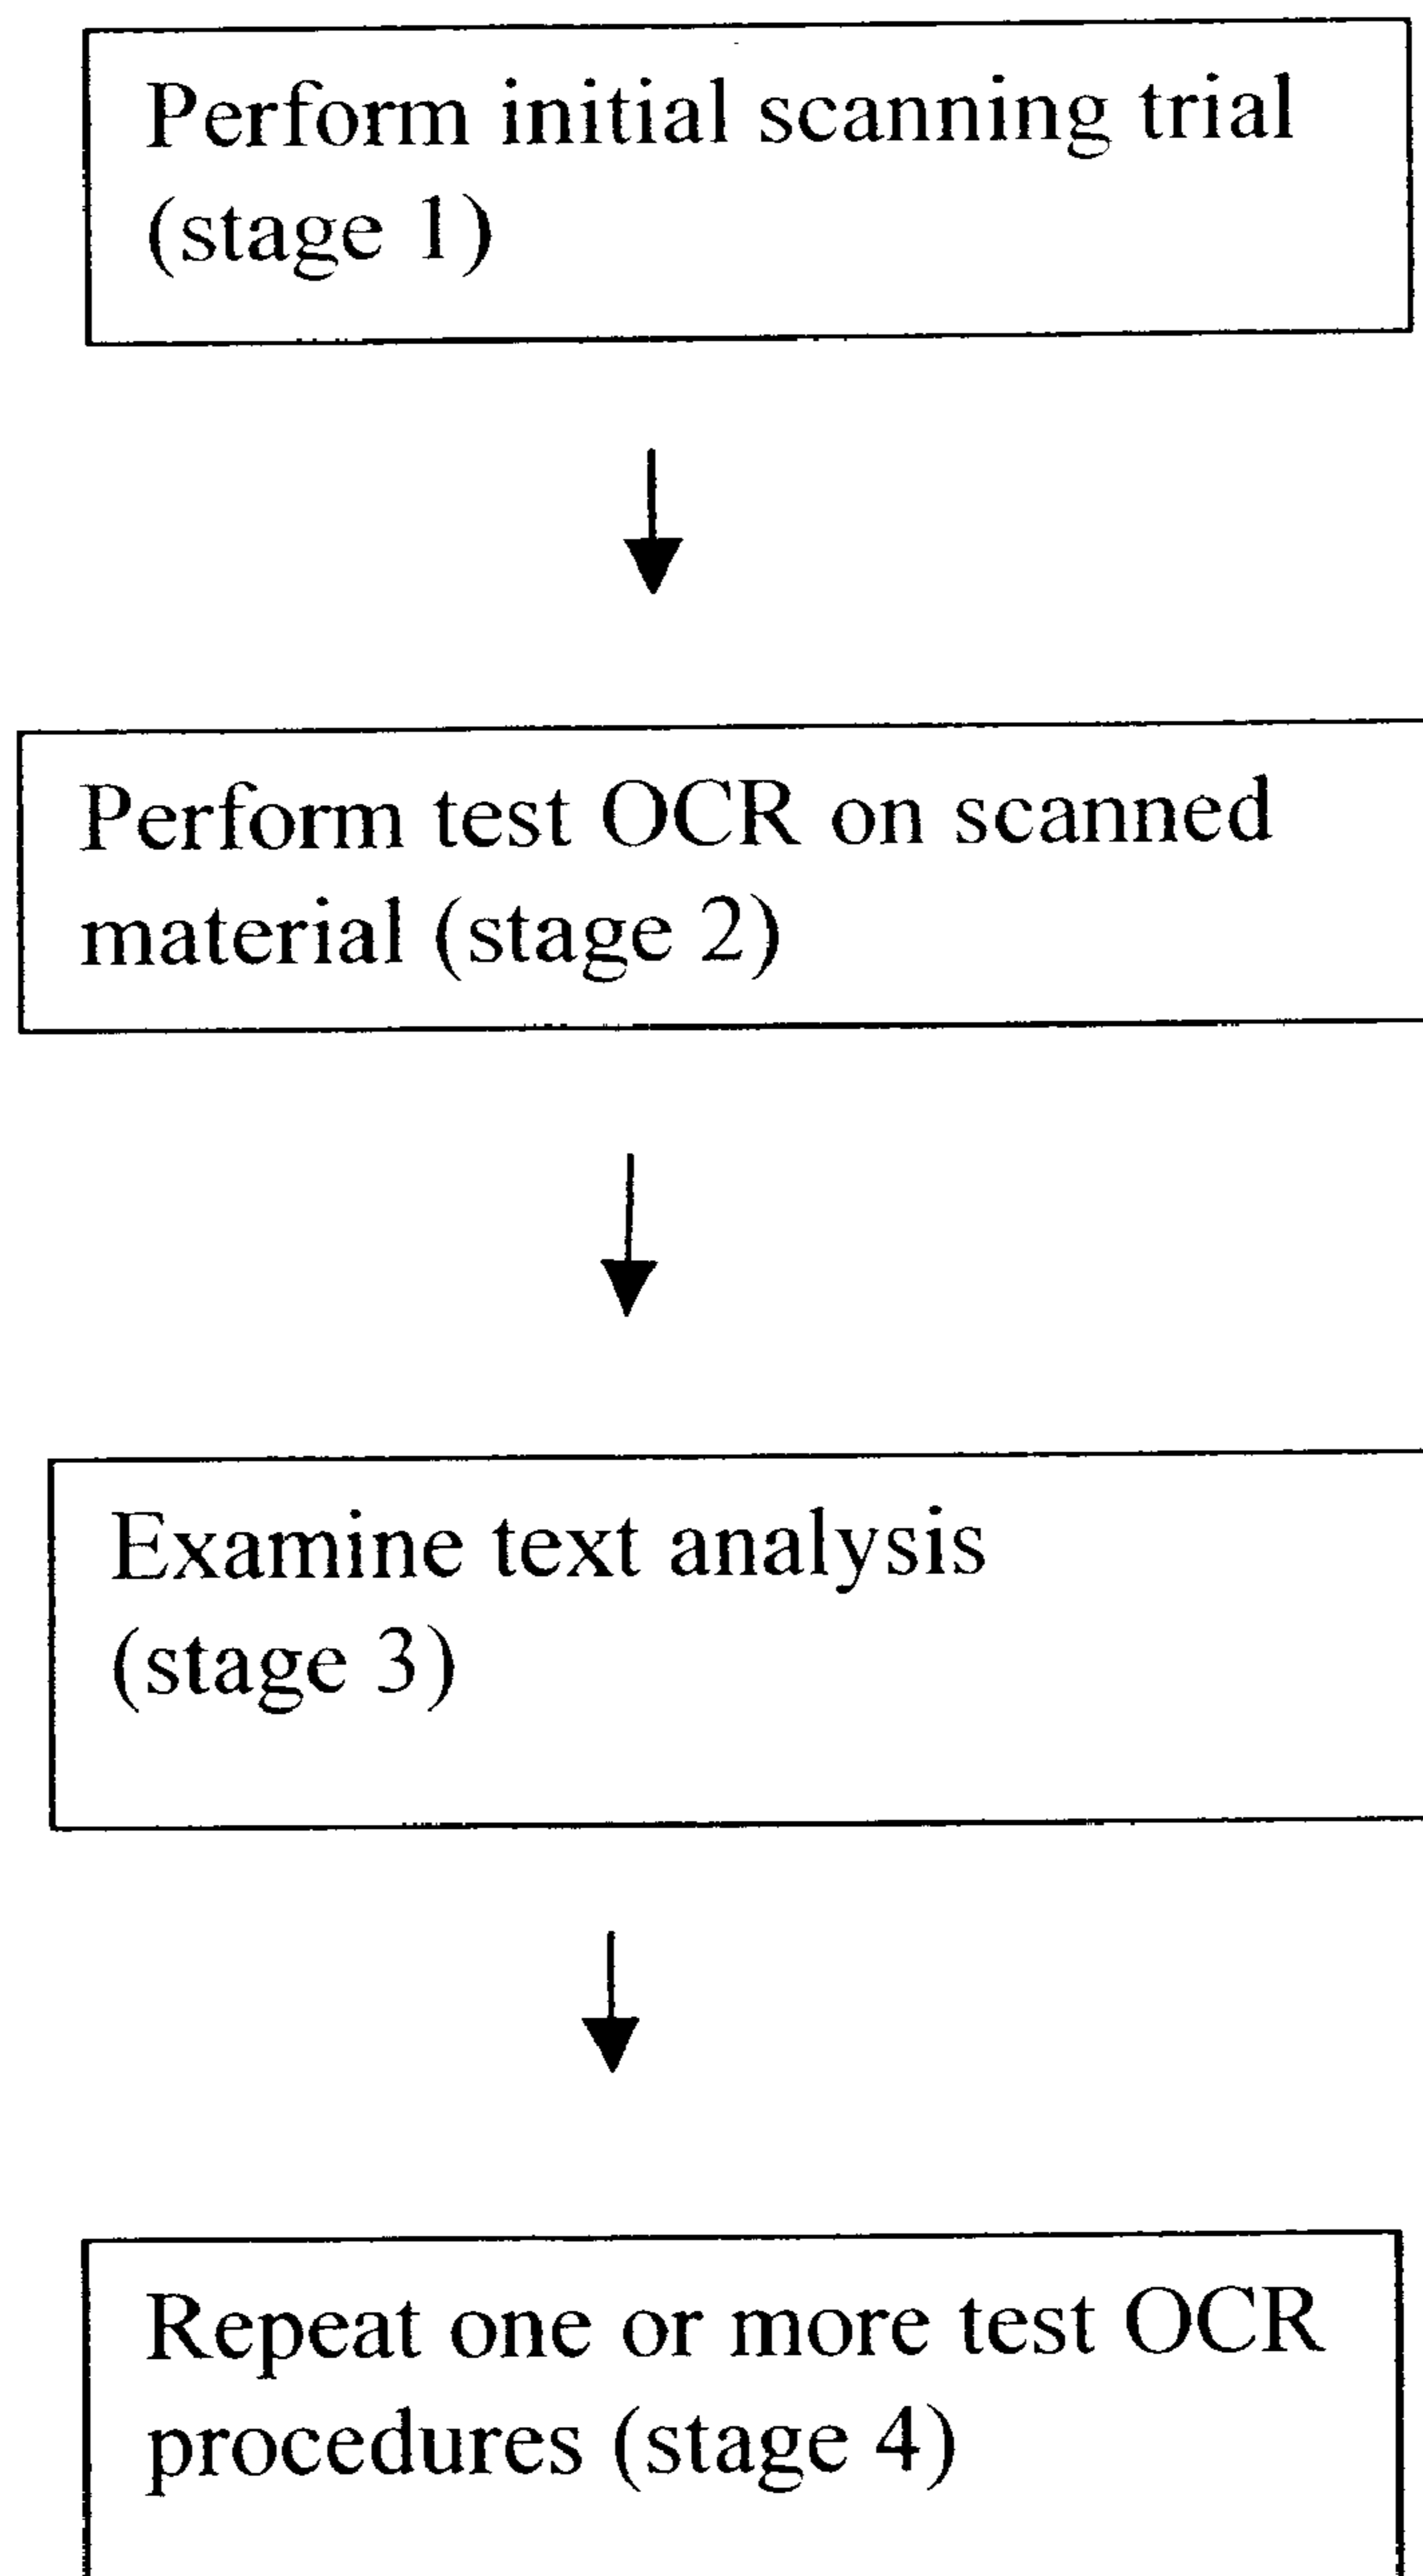 Perform initial scanning trial
(stage 1)
Perform test OCR on scanned
material (stage 2)
Examine text analysis
(stage 3)
Repeat one or more test OCR
procedures (stage 4)